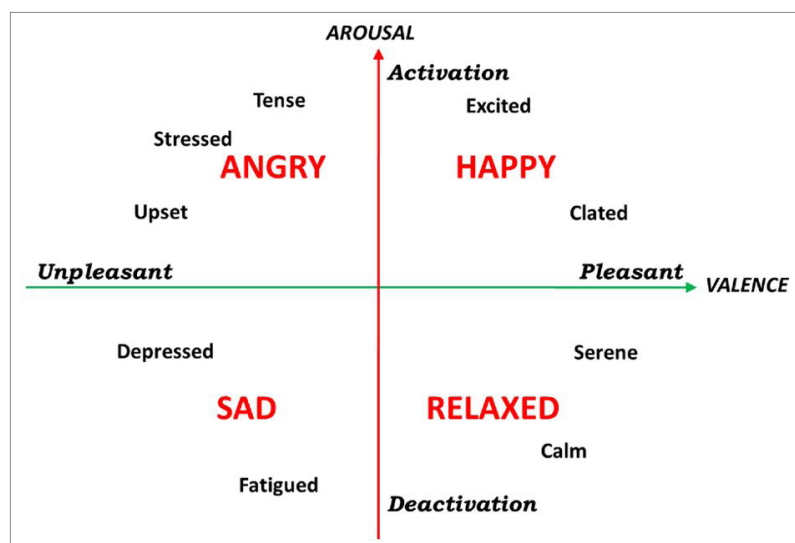 AROUSAL
Activation
Tense
Excited
Stressed
ANGRY
HAPPY
Upset
Clated
Unpleasant
Pleasant
VALENCE
Depressed
Serene
SAD
RELAXED
Calm
Fatigued
Deactivation